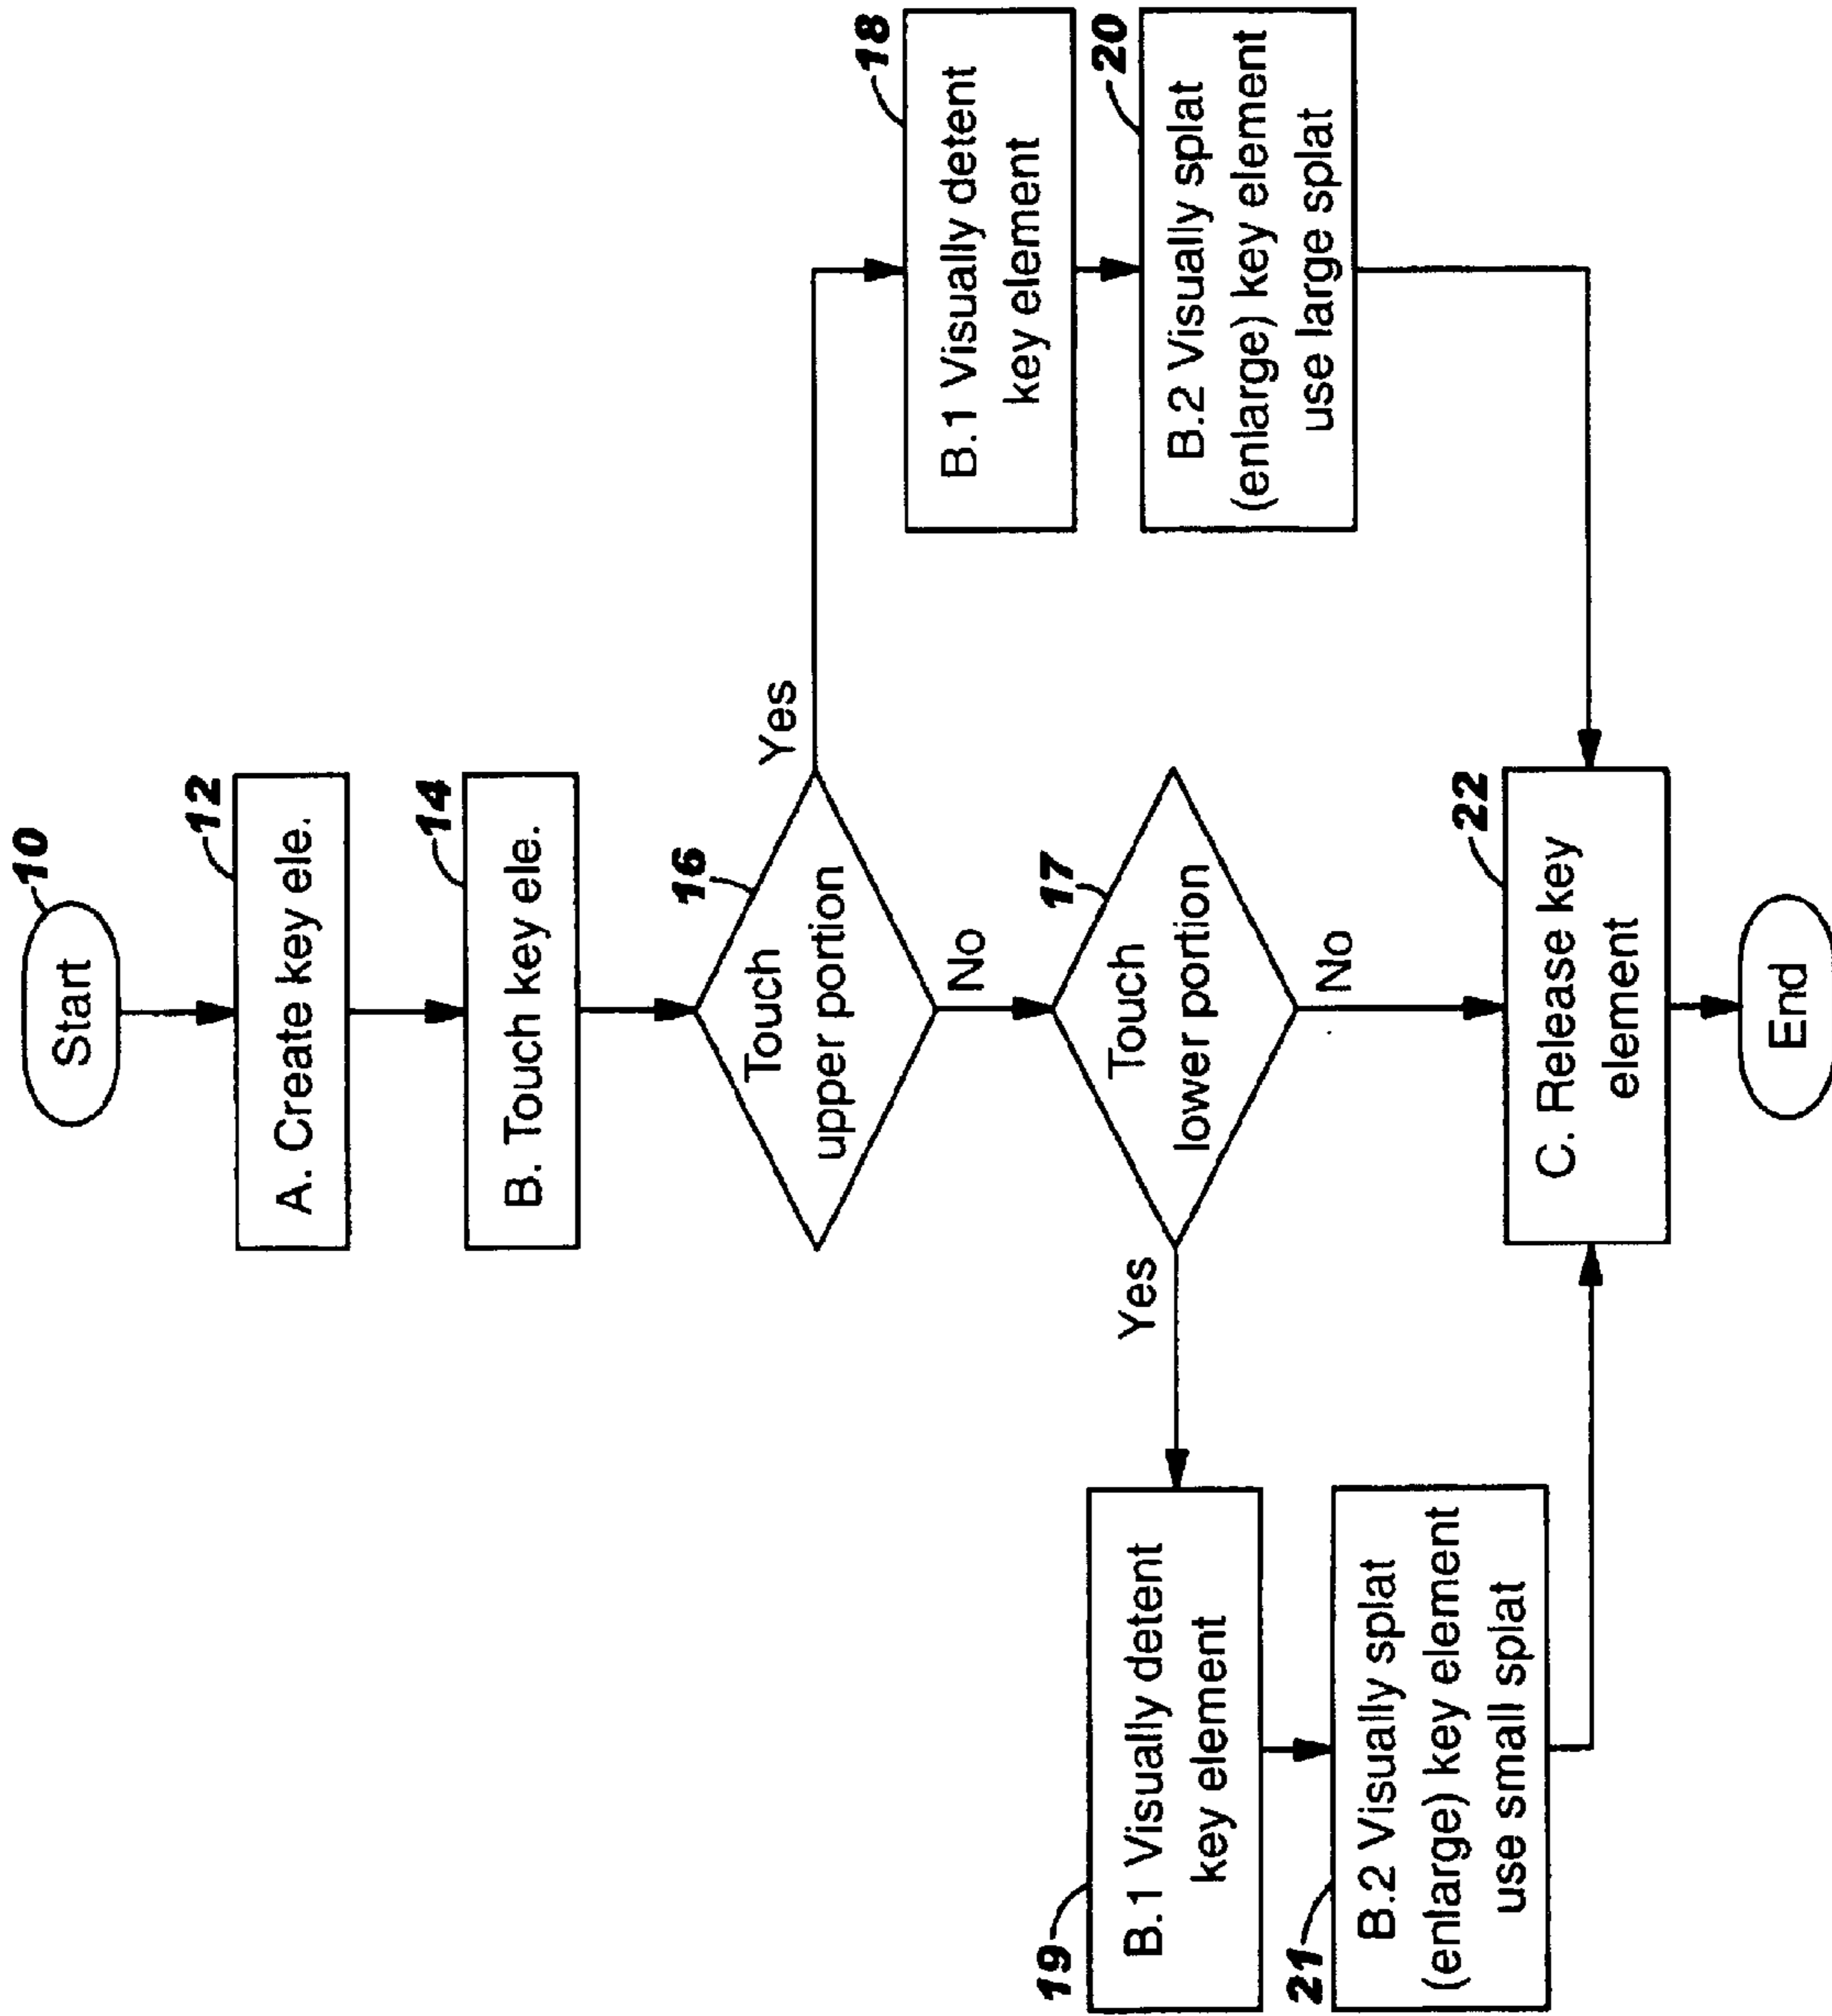 Start
10
A. Create key ele.
12
B. Touch key ele.
14
Touch
upper portion
16
Yes
No
B.1 Visually detent
key element
18
B.2 Visually splat
(enlarge) key element
use large splat
20
Touch
lower portion
17
Yes
No
B.1 Visually detent
key element
19
B.2 Visually splat
(enlarge) key element
use small splat
21
C. Release key
element
22
End